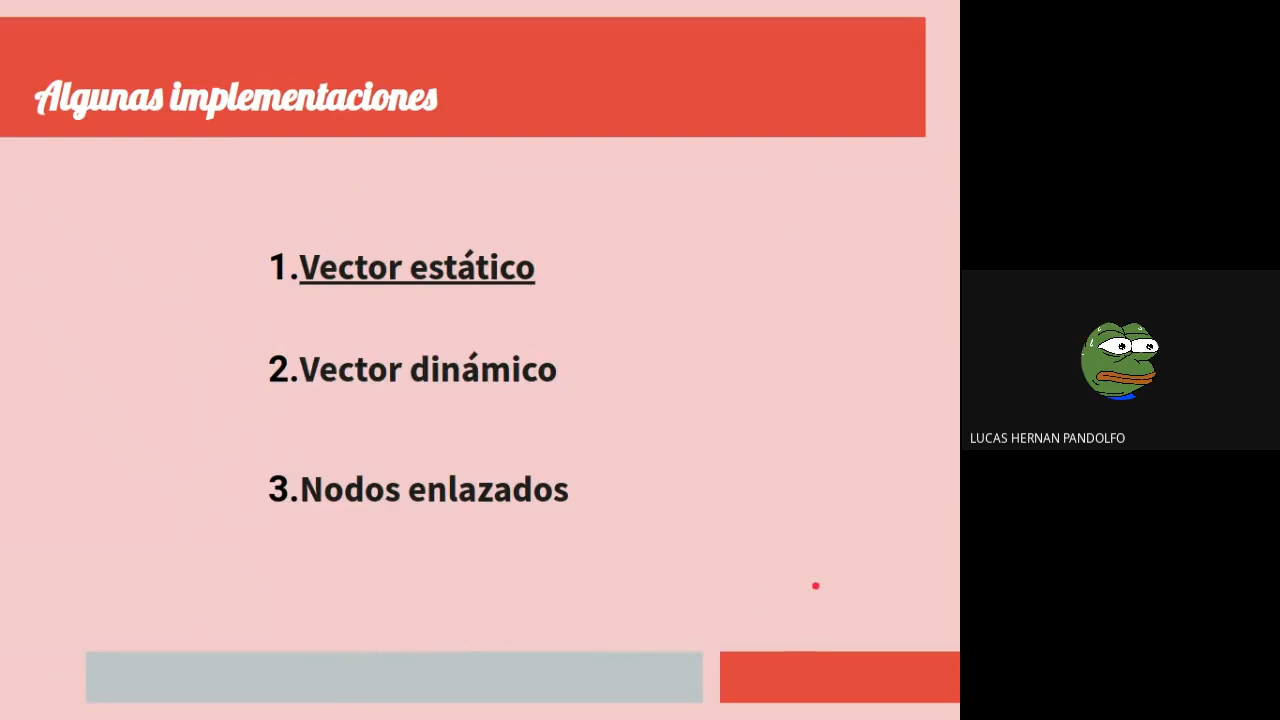 Algunas implementaciones
1.Vector estático
2.Vector dinámico
3.Nodos enlazados
LUCAS HERNAN PANDOLFO